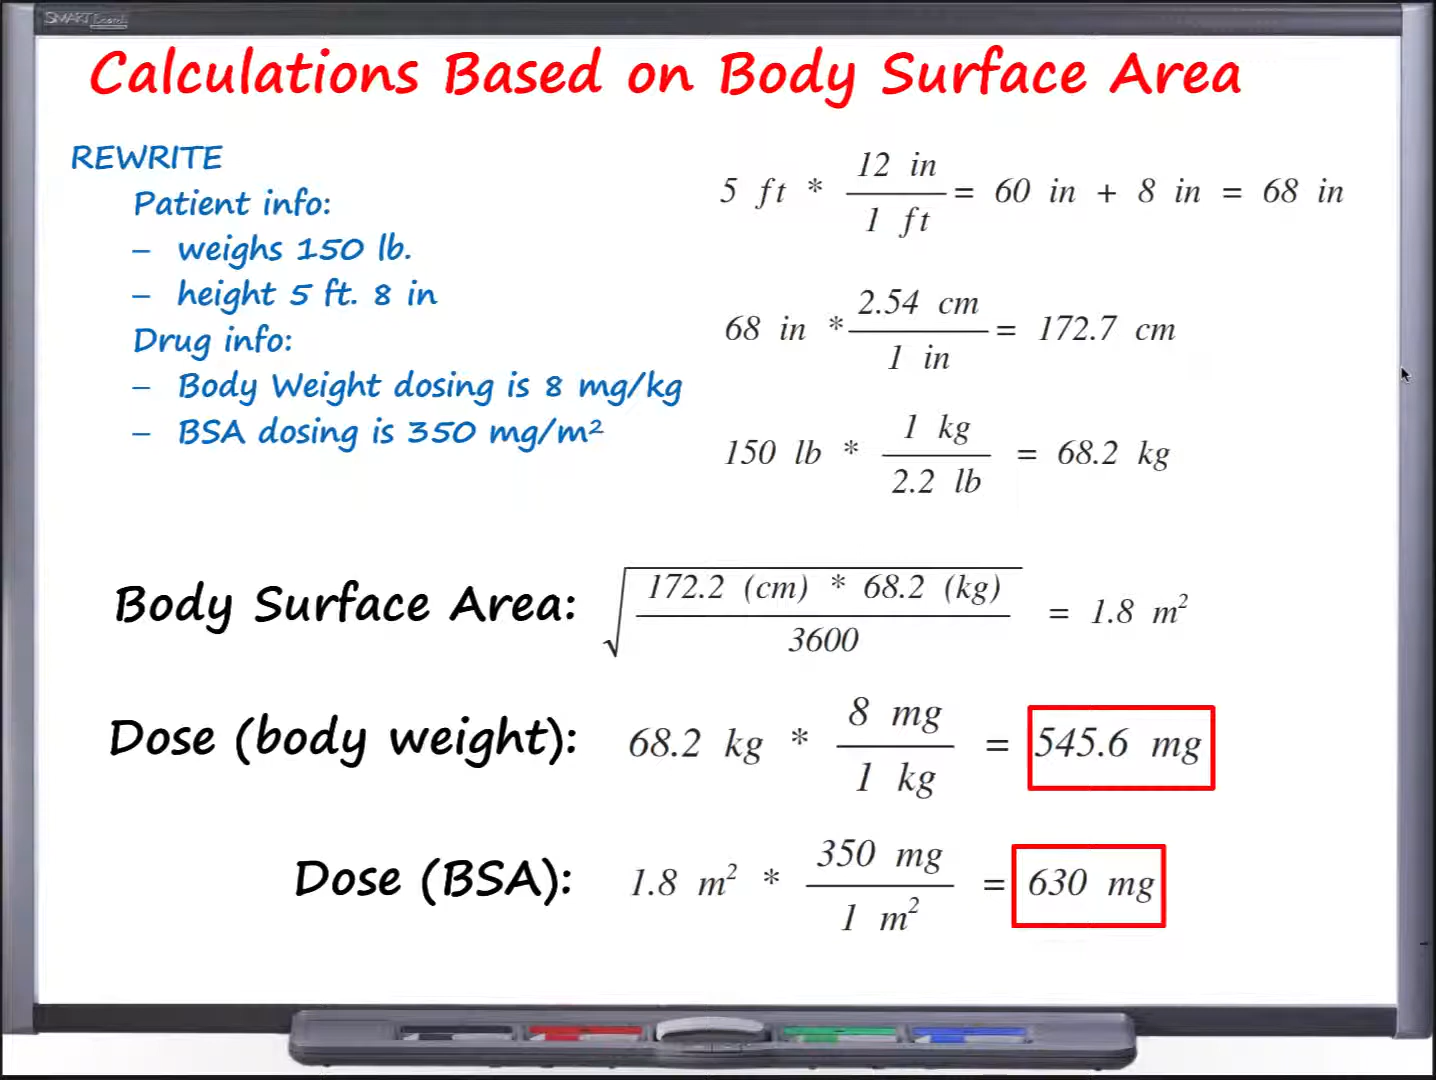 SMART Board
Calculations Based on Body Surface Area
REWRITE
Patient info:
– weighs 150 lb.
– height 5 ft. 8 in
Drug info:
– Body Weight dosing is 8 mg/kg
– BSA dosing is 350 mg/m²
5 ft * 12 in / 1 ft = 60 in + 8 in = 68 in
68 in * 2.54 cm / 1 in = 172.7 cm
150 lb * 1 kg / 2.2 lb = 68.2 kg
Body Surface Area: √ 172.2 (cm) * 68.2 (kg) / 3600 = 1.8 m²
Dose (body weight): 68.2 kg * 8 mg / 1 kg = 545.6 mg
Dose (BSA): 1.8 m² * 350 mg / 1 m² = 630 mg